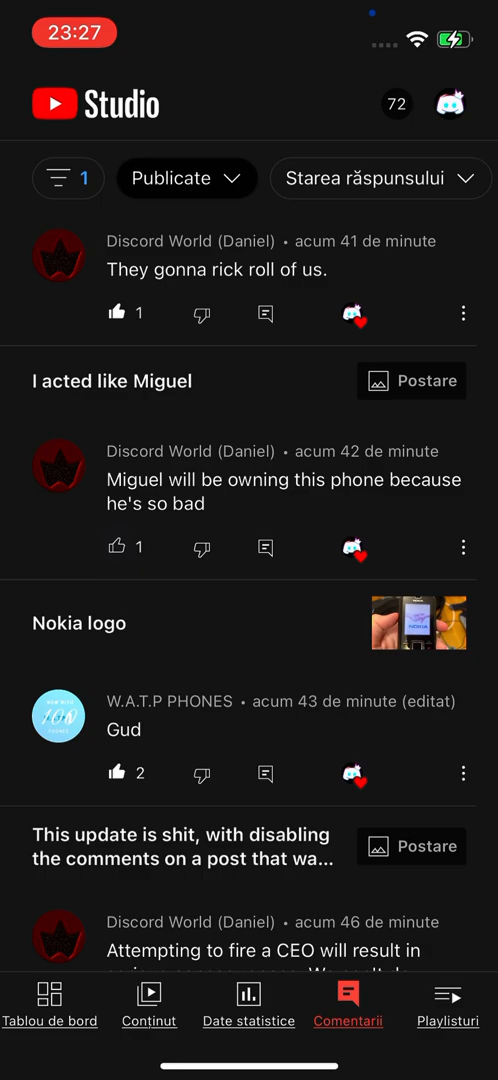 23:27
Studio
72
1
Publicate
Starea răspunsului
Discord World (Daniel) • acum 41 de minute
They gonna rick roll of us.
1
I acted like Miguel
Postare
Discord World (Daniel) • acum 42 de minute
Miguel will be owning this phone because
he's so bad
1
Nokia logo
NOKIA
W.A.T.P PHONES • acum 43 de minute (editat)
Gud
2
This update is shit, with disabling
the comments on a post that wa...
Postare
Discord World (Daniel) • acum 46 de minute
Attempting to fire a CEO will result in
Tablou de bord
Conținut
Date statistice
Comentarii
Playlisturi